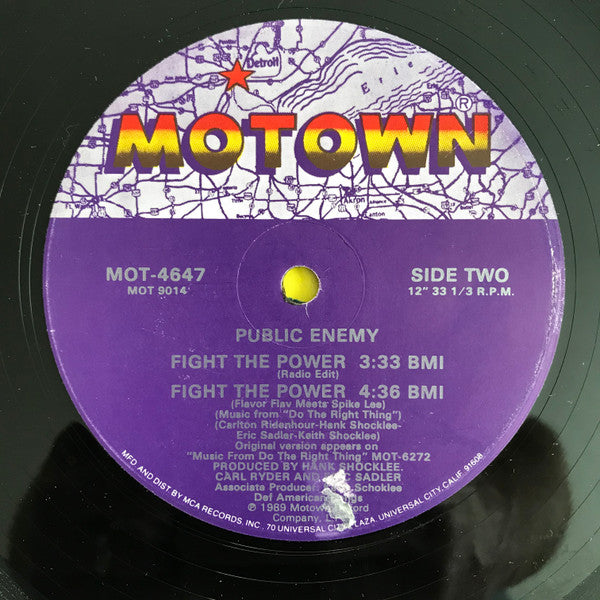 Detroit
Erie
MOTOWN®
Akron
MOT-4647
MOT 9014
SIDE TWO
12" 33 1/3 R.P.M.
PUBLIC ENEMY
FIGHT THE POWER 3:33 BMI
(Radio Edit)
FIGHT THE POWER 4:36 BMI
(Flavor Flav Meets Spike Lee)
(Music from "Do The Right Thing")
(Carlton Ridenhour-Hank Shocklee-
Eric Sadler-Keith Shocklee)
Original version appears on
"Music From Do The Right Thing" MOT-6272
PRODUCED BY HANK SHOCKLEE.
CARL RYDER AND SADLER
Associate Producer Schoklee
Def American
℗ 1989 Motown Record
Company,
MFD. AND DIST. BY MCA RECORDS, INC., 70 UNIVERSAL CITY PLAZA, UNIVERSAL CITY, CALIF. 91608